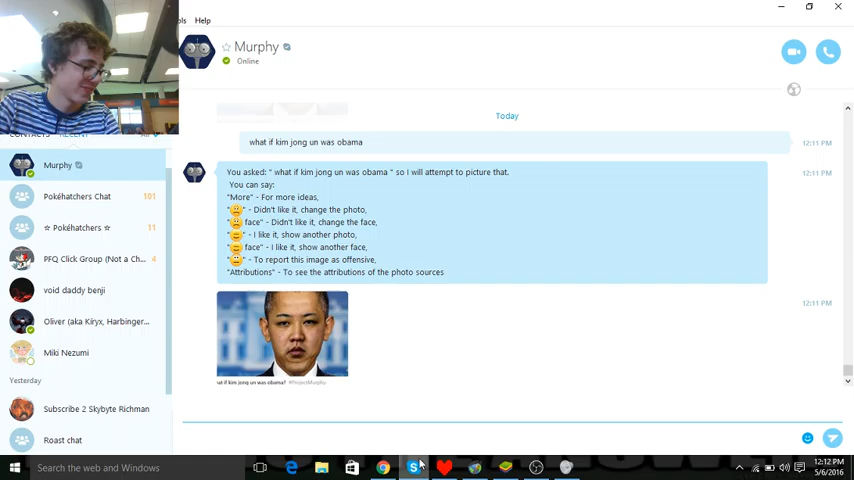 ols Help
Murphy
Online
Today
what if kim jong un was obama
12:11 PM
You asked: " what if kim jong un was obama " so I will attempt to picture that.
12:11 PM
You can say:
"More" - For more ideas,
" " - Didn't like it, change the photo,
" face" - Didn't like it, change the face,
" " - I like it, show another photo,
" face" - I like it, show another face,
" " - To report this image as offensive,
"Attributions" - To see the attributions of the photo sources
12:11 PM
at if kim jong un was obama? #ProjectMurphy
CONTACTS RECENT All
Murphy
Pokéhatchers Chat 101
☆ Pokéhatchers ☆ 11
PFQ Click Group (Not a Ch... 4
void daddy benji
Oliver (aka Kiryx, Harbinger...
Miki Nezumi
Yesterday
Subscribe 2 Skybyte Richman
Roast chat
Search the web and Windows
12:12 PM
5/6/2016